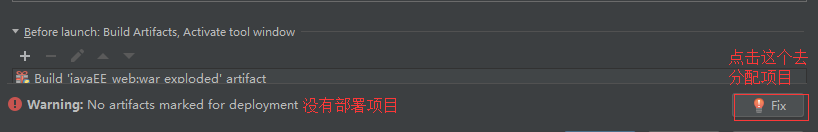 Before launch: Build Artifacts, Activate tool window
点击这个去
分配项目
Build 'javaEE_web:war exploded' artifact
Warning: No artifacts marked for deployment 没有部署项目
Fix